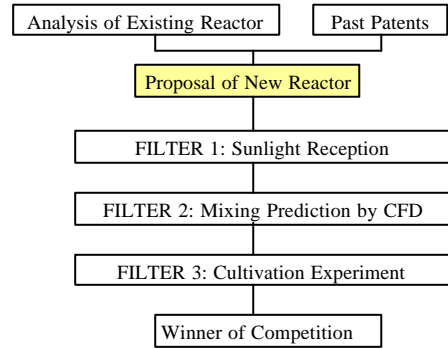 Analysis of Existing Reactor
Past Patents
Proposal of New Reactor
FILTER 1: Sunlight Reception
FILTER 2: Mixing Prediction by CFD
FILTER 3: Cultivation Experiment
Winner of Competition